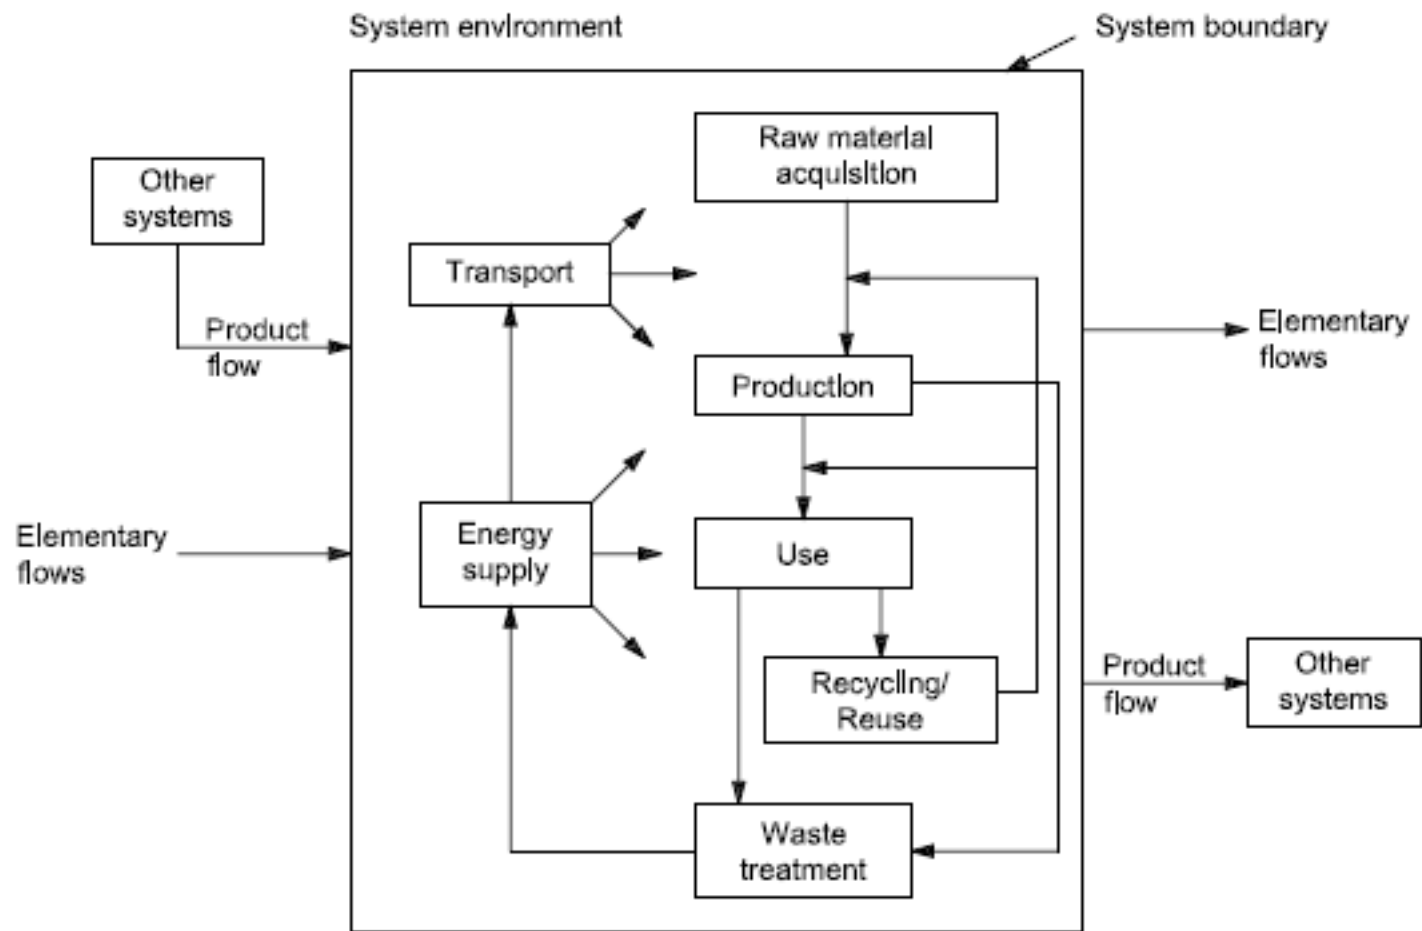 System environment
System boundary
Raw material
acquisition
Other
systems
Transport
Product
flow
Elementary
flows
Production
Elementary
flows
Energy
supply
Use
Recycling/
Reuse
Product
flow
Other
systems
Waste
treatment